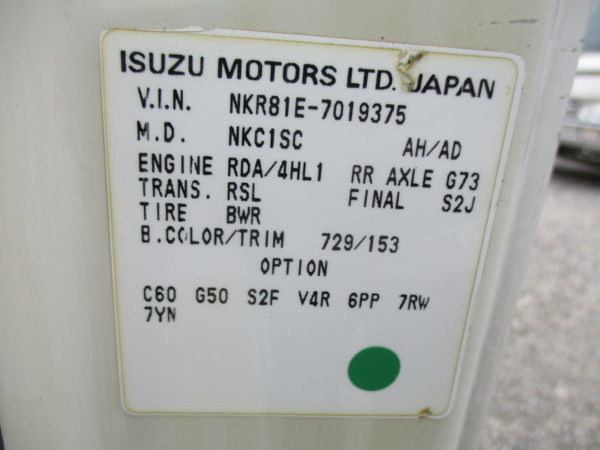 ISUZU MOTORS LTD. JAPAN
V.I.N. NKR81E-7019375
M.D. NKC1SC AH/AD
ENGINE RDA/4HL1 RR AXLE G73
TRANS. RSL FINAL S2J
TIRE BWR
B.COLOR/TRIM 729/153
OPTION
C60 G50 S2F V4R 6PP 7RW
7YN